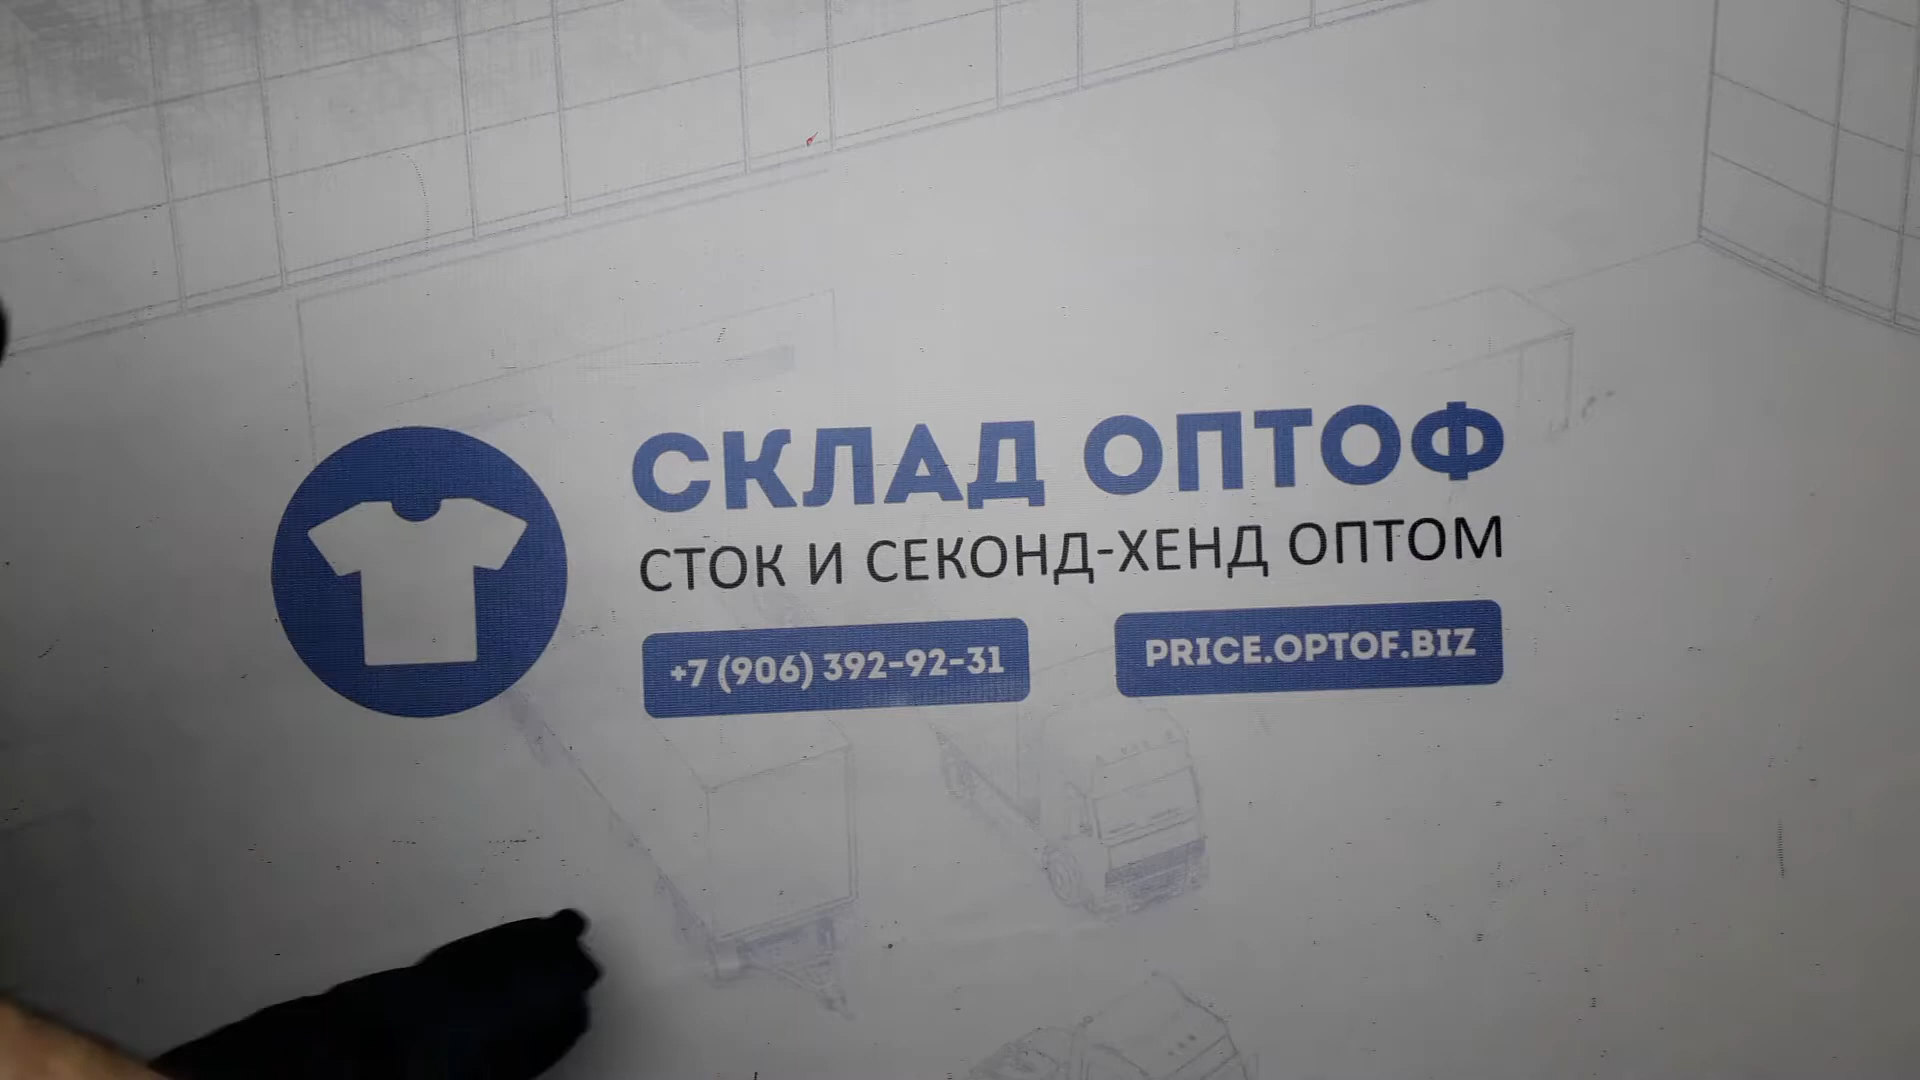 СКЛАД ОПТОФ
СТОК И СЕКОНД-ХЕНД ОПТОМ
+7 (906) 392-92-31
PRICE.OPTOF.BIZ